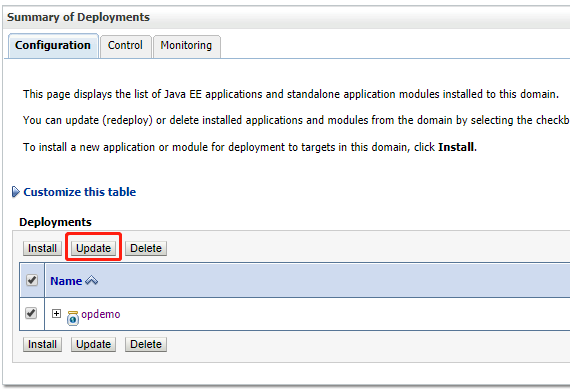 Summary of Deployments
Configuration Control Monitoring
This page displays the list of Java EE applications and standalone application modules installed to this domain.
You can update (redeploy) or delete installed applications and modules from the domain by selecting the checkb
To install a new application or module for deployment to targets in this domain, click Install.
Customize this table
Deployments
Install Update Delete
Name
opdemo
Install Update Delete